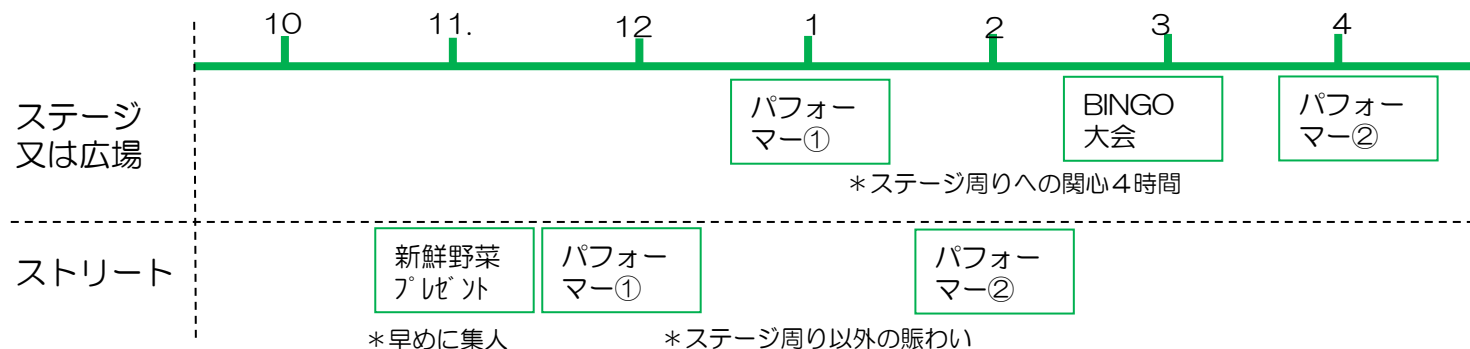 10 11. 12 1 2 3 4
ステージ
又は広場
パフォー
マー①
BINGO
大会
パフォー
マー②
＊ステージ周りへの関心４時間
ストリート
新鮮野菜
ﾌﾟﾚｾﾞﾝﾄ
パフォー
マー①
パフォー
マー②
＊早めに集人
＊ステージ周り以外の賑わい